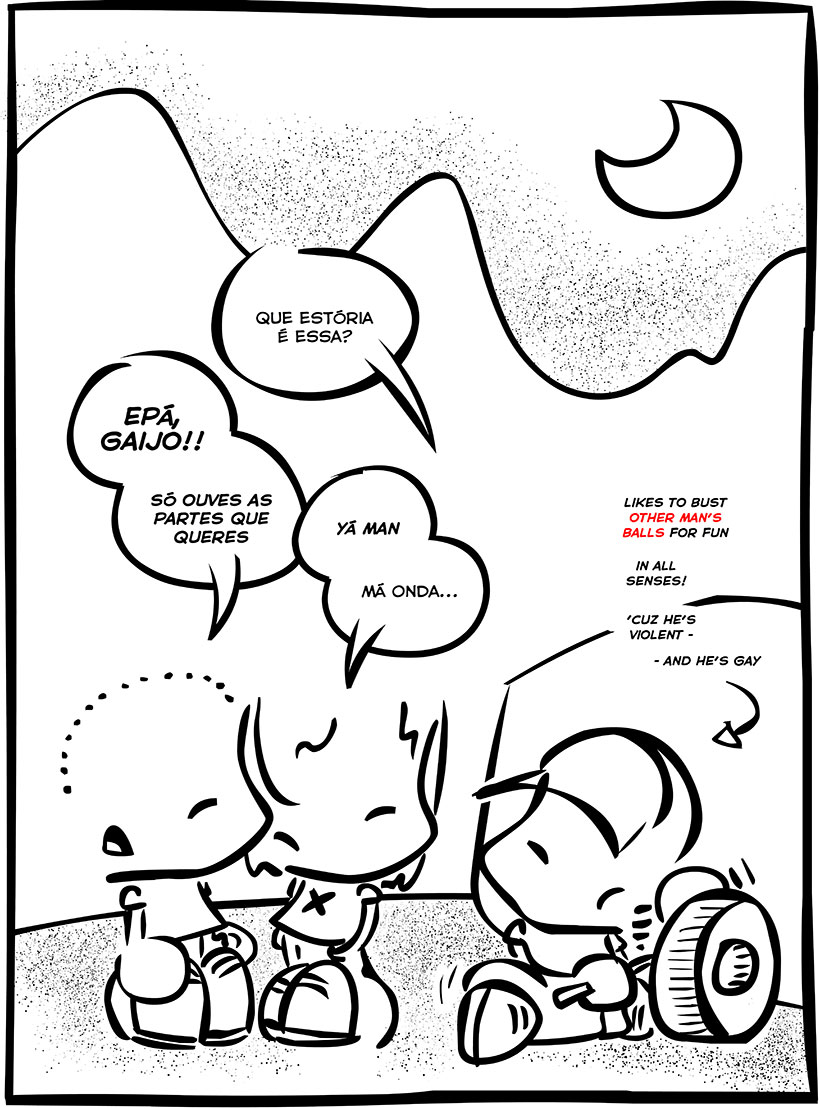 QUE ESTÓRIA
É ESSA?
EPÁ,
GAIJO!!
SÓ OUVES AS
PARTES QUE
QUERES
YÁ MAN
MÁ ONDA...
LIKES TO BUST
OTHER MAN'S
BALLS FOR FUN
IN ALL
SENSES!
'CUZ HE'S
VIOLENT -
- AND HE'S GAY